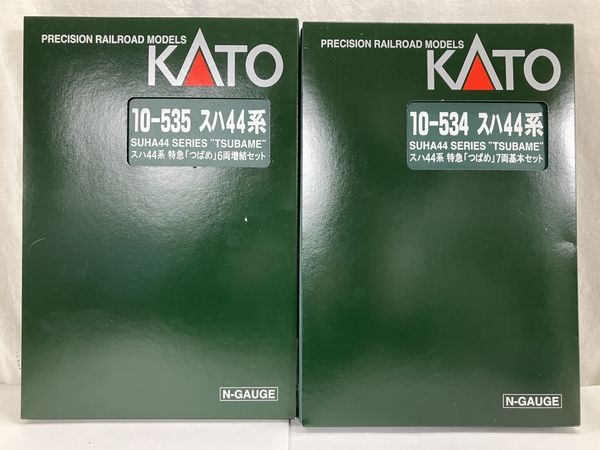 PRECISION RAILROAD MODELS
KATO
10-535 スハ44系
SUHA44 SERIES "TSUBAME"
スハ44系 特急「つばめ」6両増結セット
N-GAUGE
PRECISION RAILROAD MODELS
KATO
10-534 スハ44系
SUHA44 SERIES "TSUBAME"
スハ44系 特急「つばめ」7両基本セット
N-GAUGE